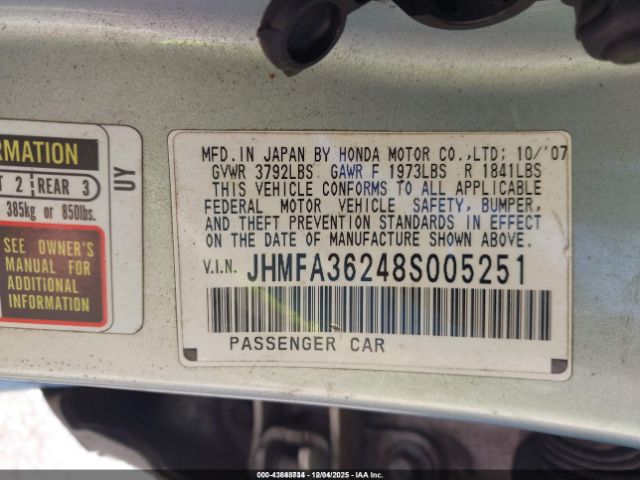 RMATION
T 2 REAR 3
385kg or 850lbs.
SEE OWNER'S
MANUAL FOR
ADDITIONAL
INFORMATION
UY
MFD. IN JAPAN BY HONDA MOTOR CO.,LTD; 10/'07
GVWR 3792LBS GAWR F 1973LBS R 1841LBS
THIS VEHICLE CONFORMS TO ALL APPLICABLE
FEDERAL MOTOR VEHICLE SAFETY, BUMPER,
AND THEFT PREVENTION STANDARDS IN EFFECT
ON THE DATE OF MANUFACTURE SHOWN ABOVE.
V.I.N. JHMFA36248S005251
PASSENGER CAR
12/04/2025 - IAA Inc.